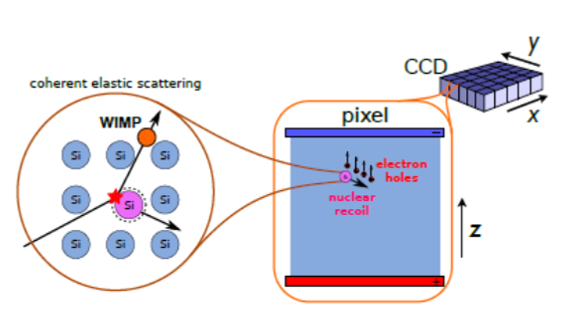 coherent elastic scattering
WIMP
Si Si Si
Si Si Si
Si Si Si
CCD
y
x
pixel
−
electron
holes
nuclear
recoil
z
+